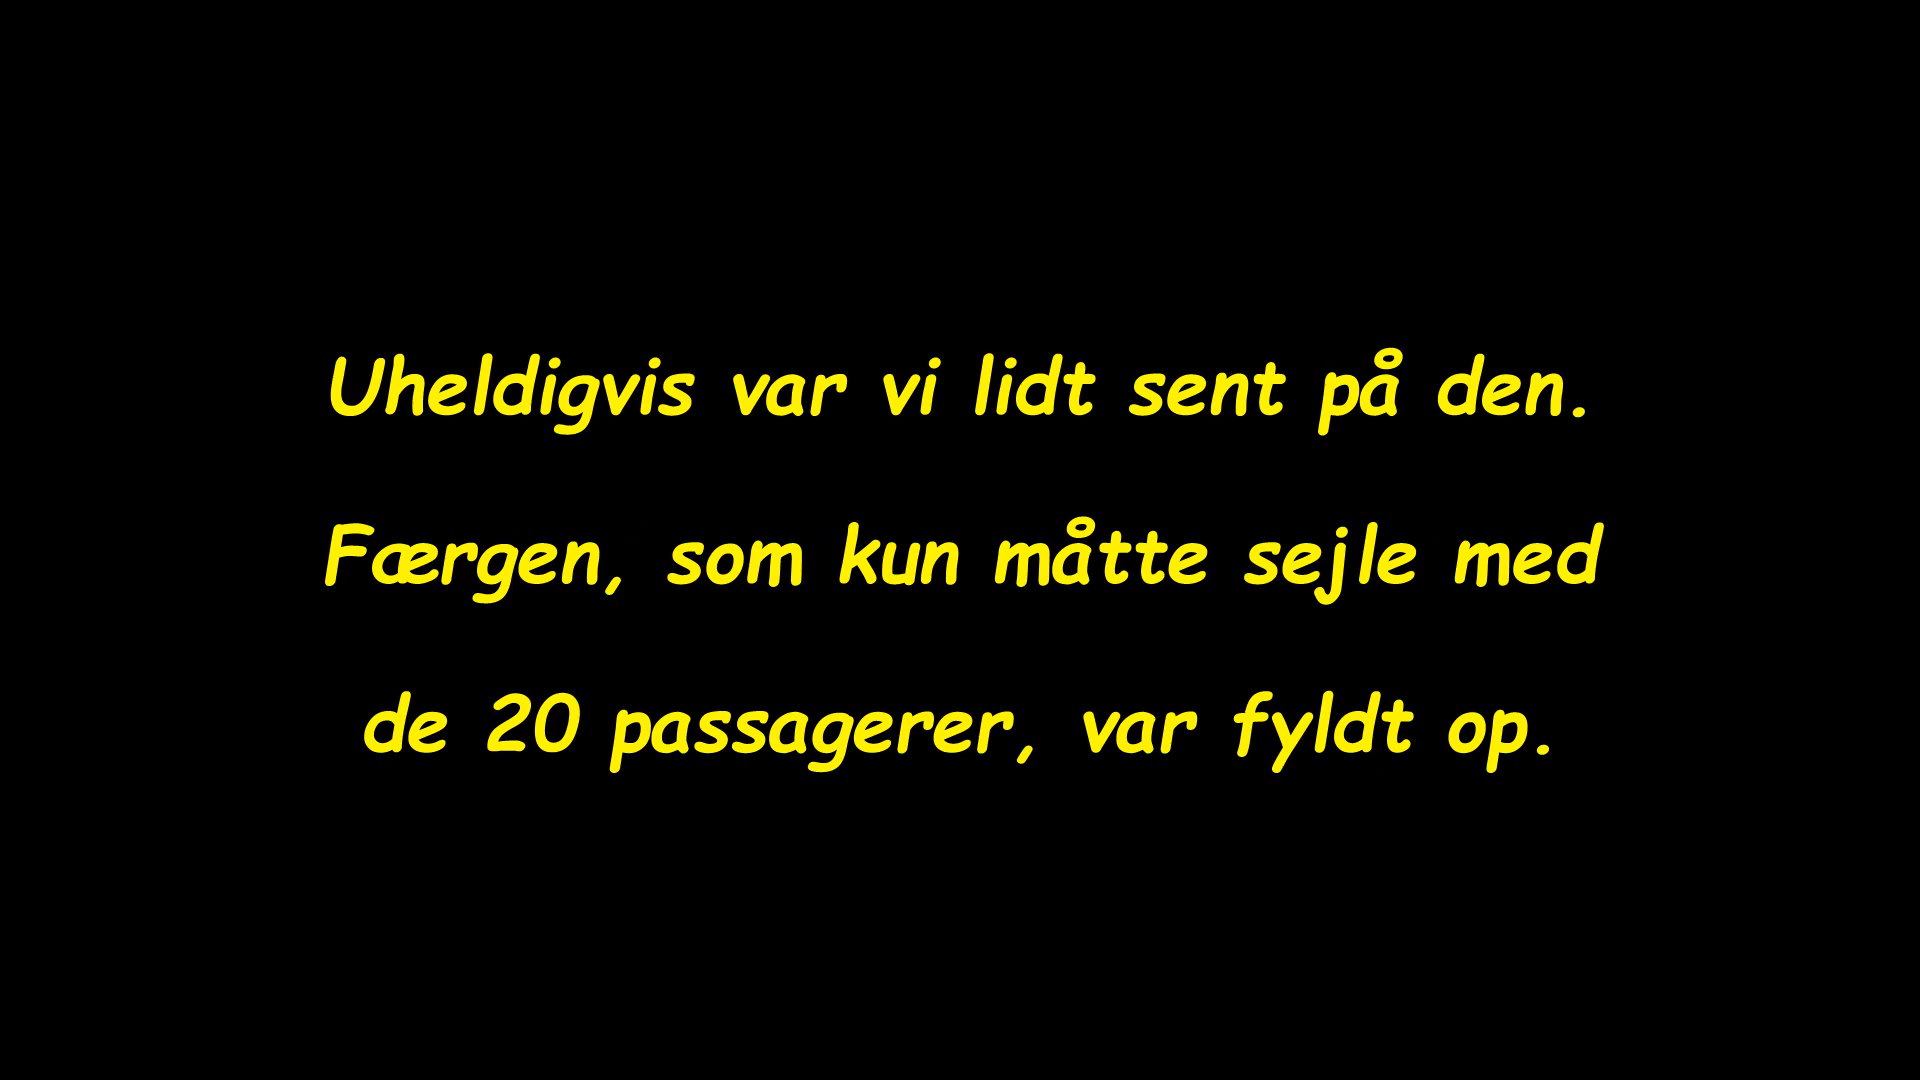 Uheldigvis var vi lidt sent på den.
Færgen, som kun måtte sejle med
de 20 passagerer, var fyldt op.